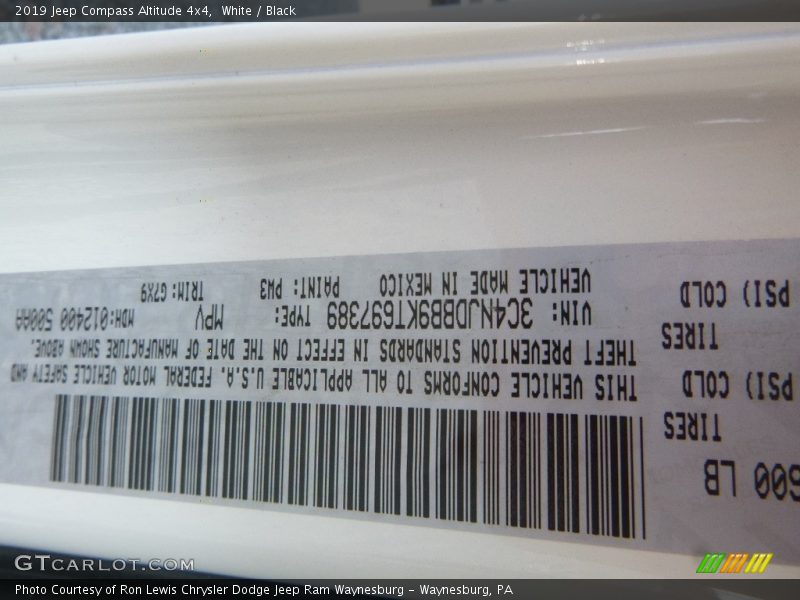 2019 Jeep Compass Altitude 4x4, White / Black
600 LB
TIRES
PSI) COLD
TIRES
PSI) COLD
THIS VEHICLE CONFORMS TO ALL APPLICABLE U.S.A. FEDERAL MOTOR VEHICLE SAFETY AND
THEFT PREVENTION STANDARDS IN EFFECT ON THE DATE OF MANUFACTURE SHOWN ABOVE.
VIN: 3C4NJDBB9KT697389 TYPE: MPV MDH:012400 500AA
VEHICLE MADE IN MEXICO PAINT: PW3 TRIM: G7X9
GTCARLOT.COM
Photo Courtesy of Ron Lewis Chrysler Dodge Jeep Ram Waynesburg – Waynesburg, PA